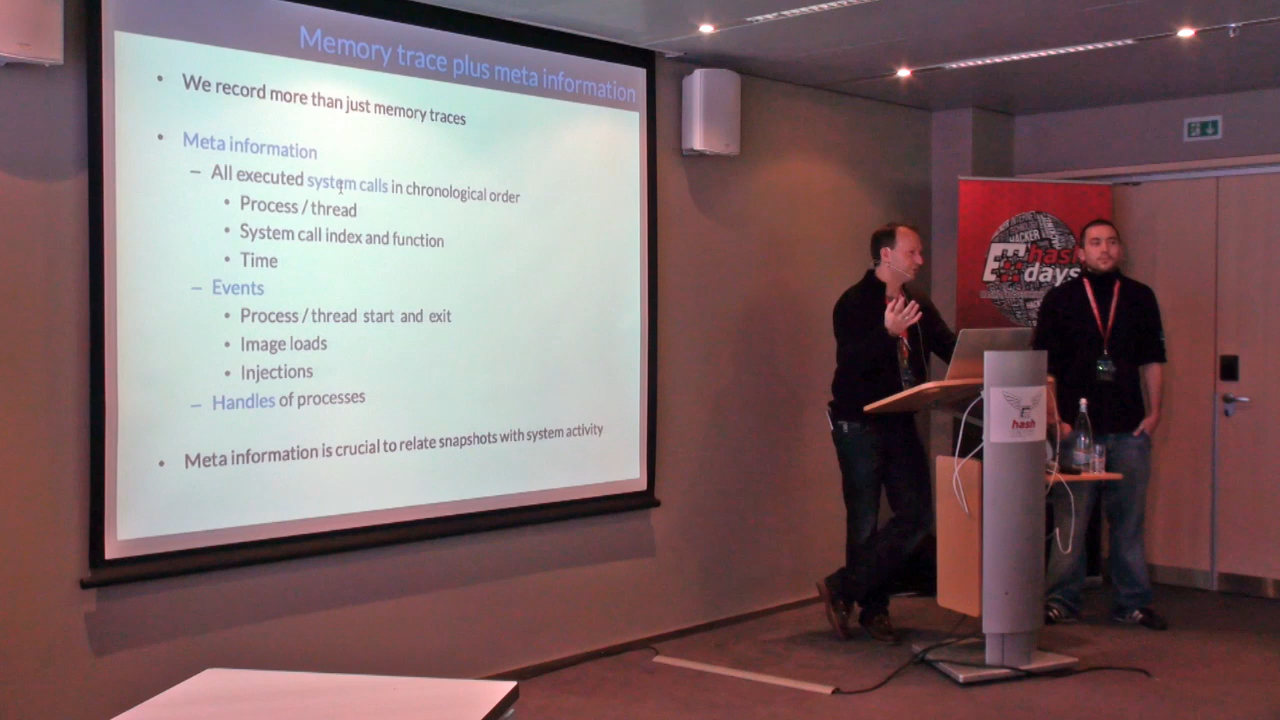 Memory trace plus meta information
• We record more than just memory traces
• Meta information
– All executed system calls in chronological order
• Process / thread
• System call index and function
• Time
– Events
• Process / thread start and exit
• Image loads
• Injections
– Handles of processes
• Meta information is crucial to relate snapshots with system activity
HACKER
hash
days
hash